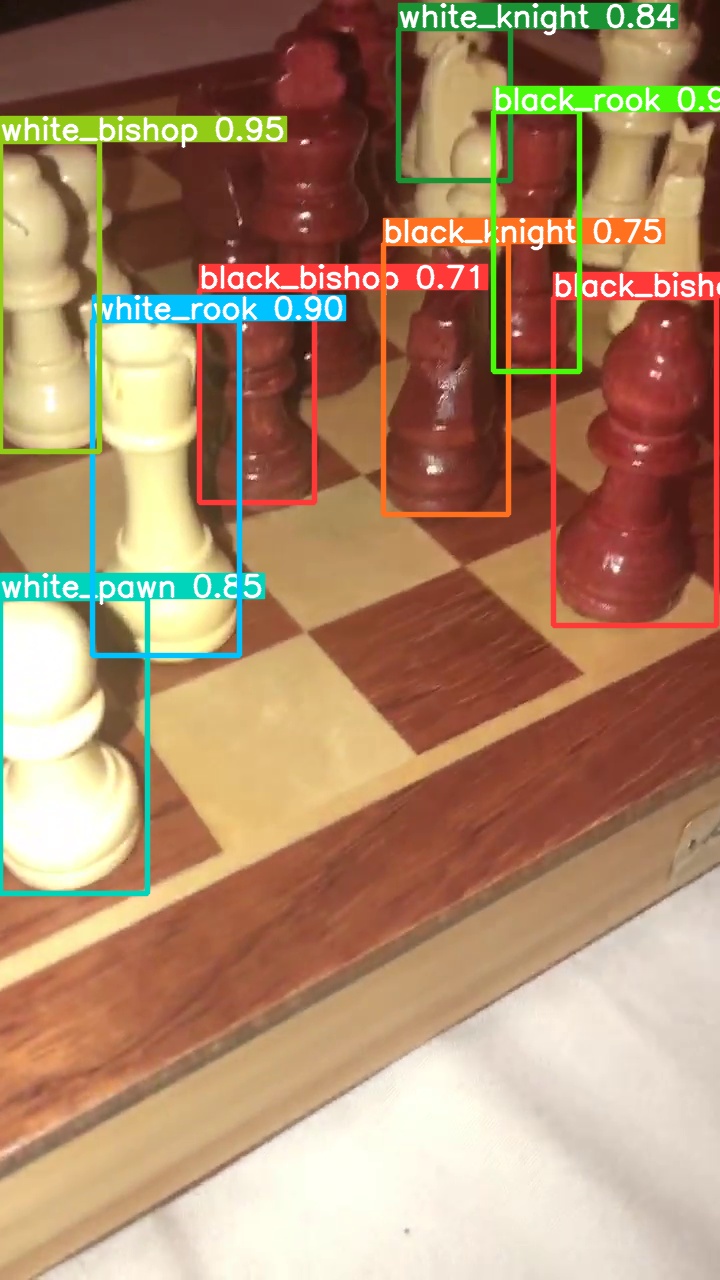 white_knight 0.84
black_rook 0.9
white_bishop 0.95
black_knight 0.75
black_bishop 0.71
black_bish
white_rook 0.90
white_pawn 0.85